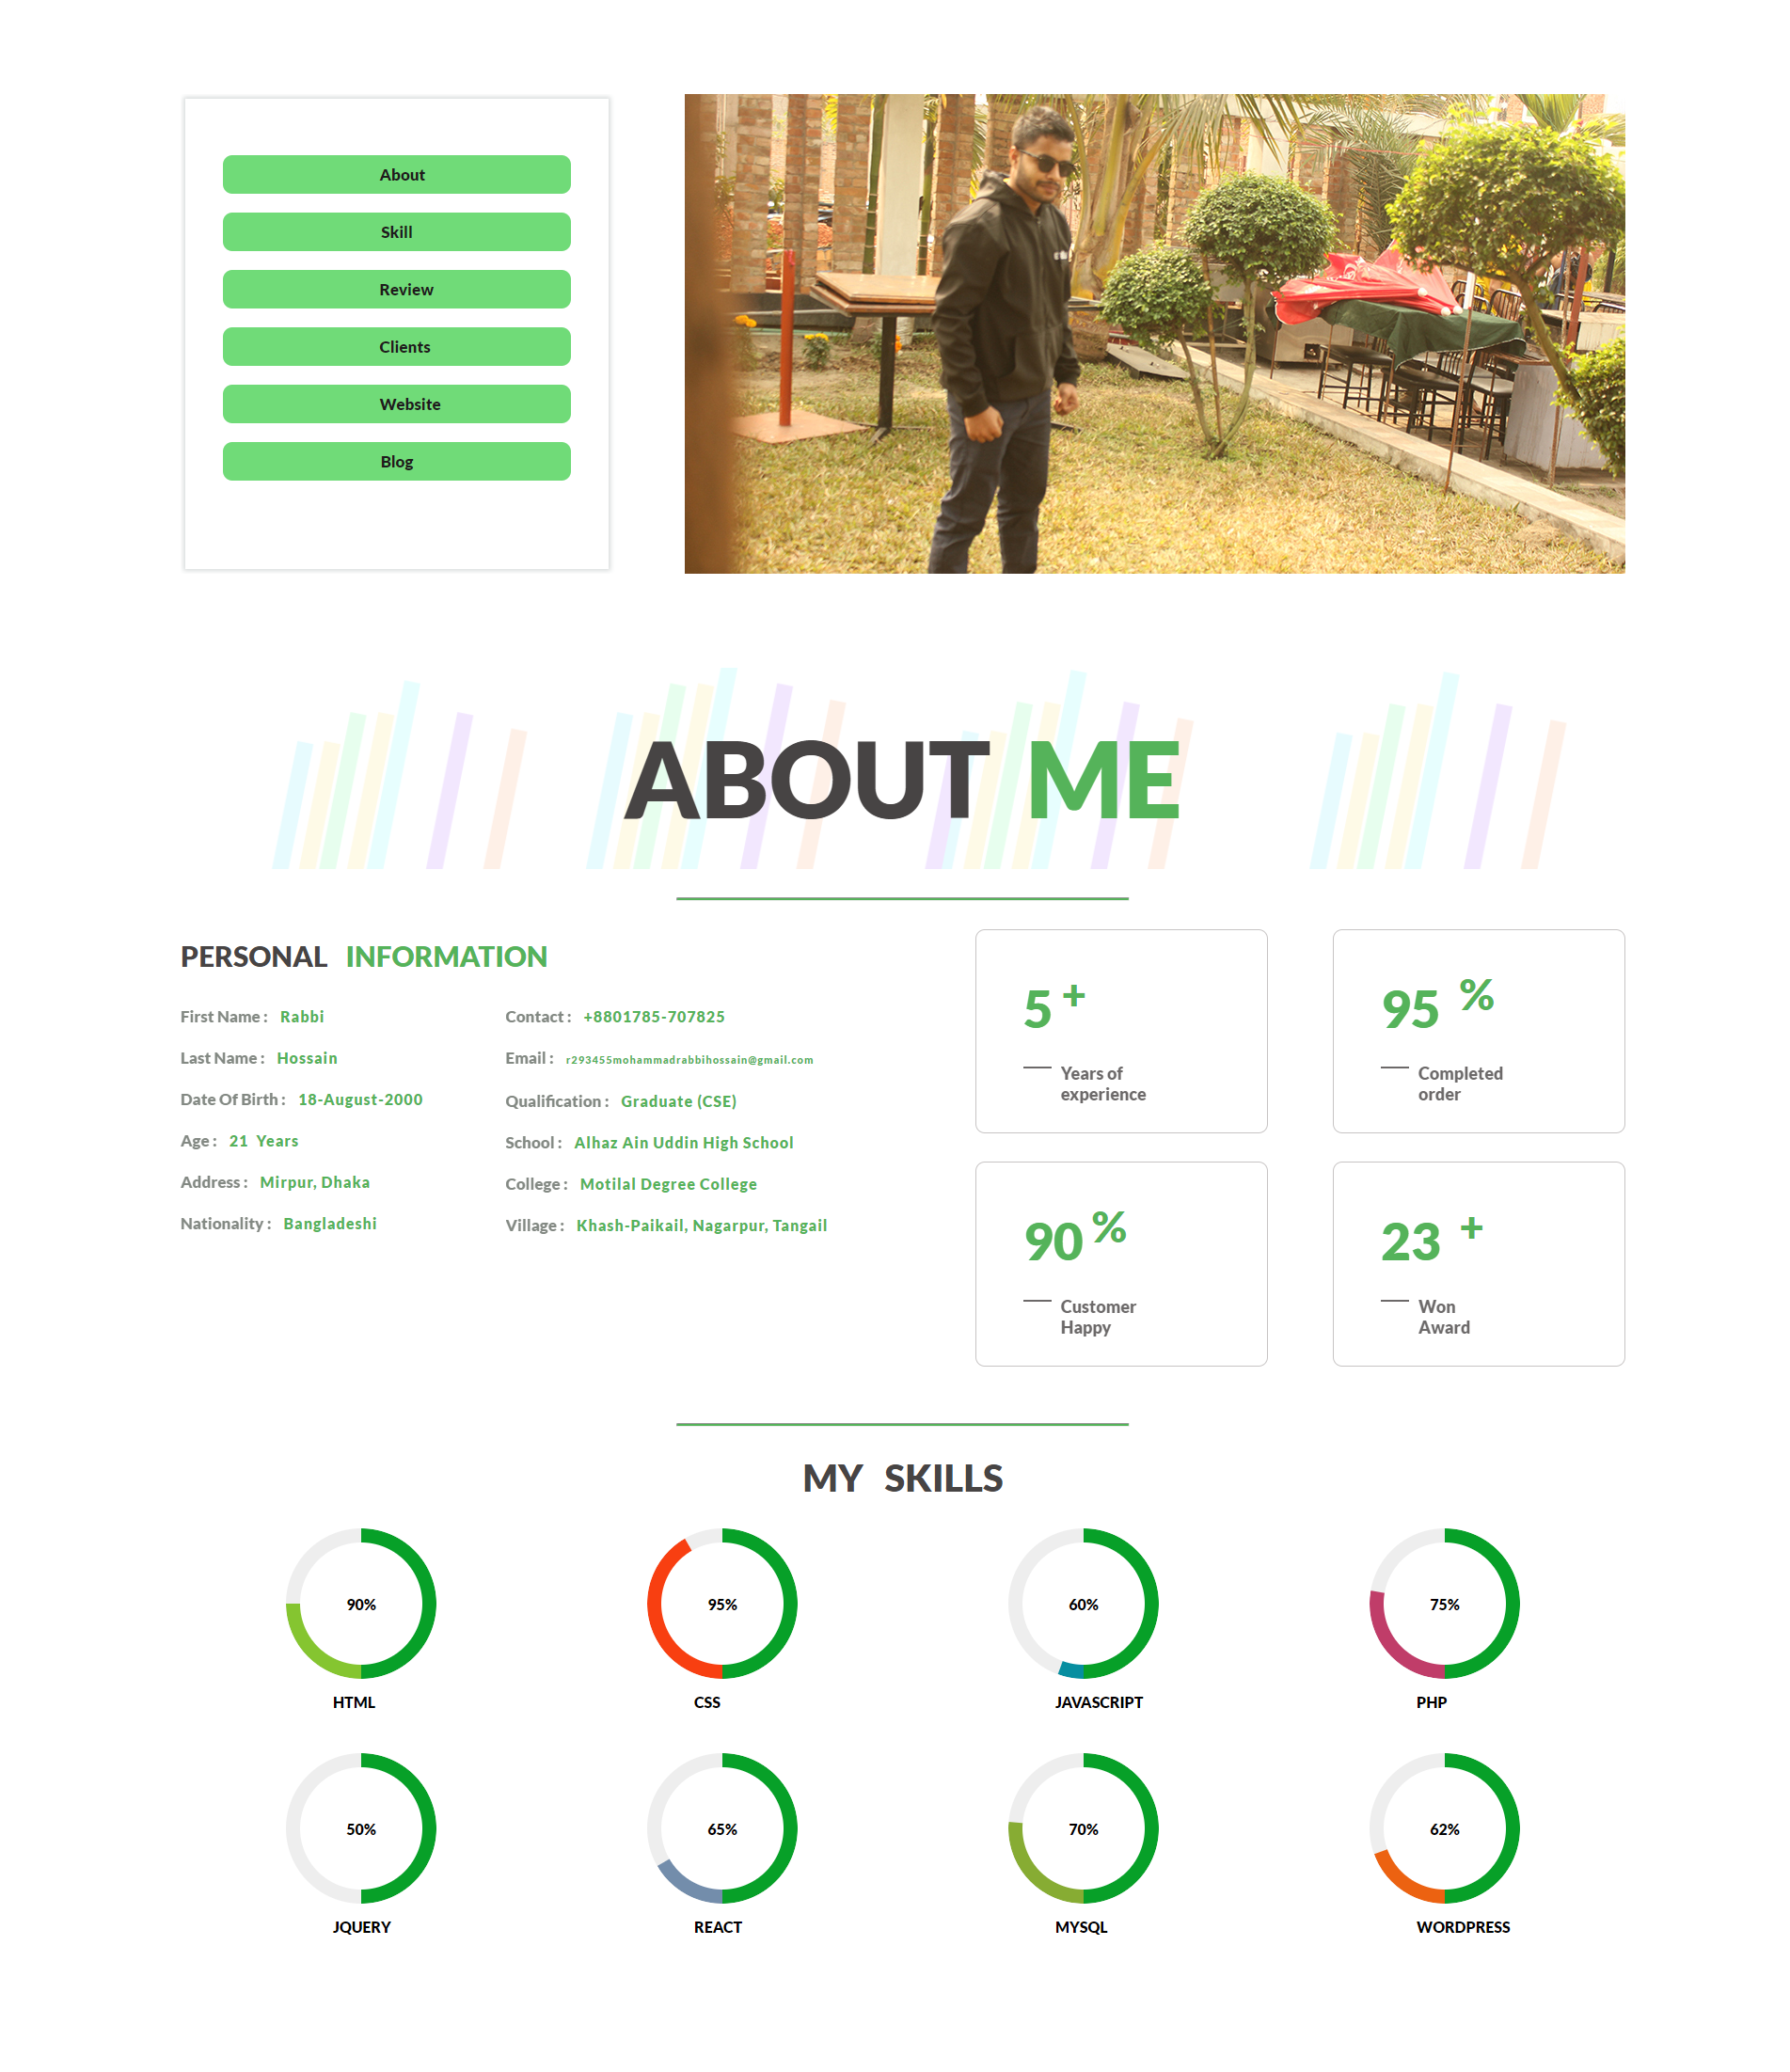 About
Skill
Review
Clients
Website
Blog
ABOUT ME
PERSONAL INFORMATION
First Name : Rabbi
Last Name : Hossain
Date Of Birth : 18-August-2000
Age : 21 Years
Address : Mirpur, Dhaka
Nationality : Bangladeshi
Contact : +8801785-707825
Email : r293455mohammadrabbihossain@gmail.com
Qualification : Graduate (CSE)
School : Alhaz Ain Uddin High School
College : Motilal Degree College
Village : Khash-Paikail, Nagarpur, Tangail
5 +
Years of
experience
95 %
Completed
order
90 %
Customer
Happy
23 +
Won
Award
MY SKILLS
90%
HTML
95%
CSS
60%
JAVASCRIPT
75%
PHP
50%
JQUERY
65%
REACT
70%
MYSQL
62%
WORDPRESS